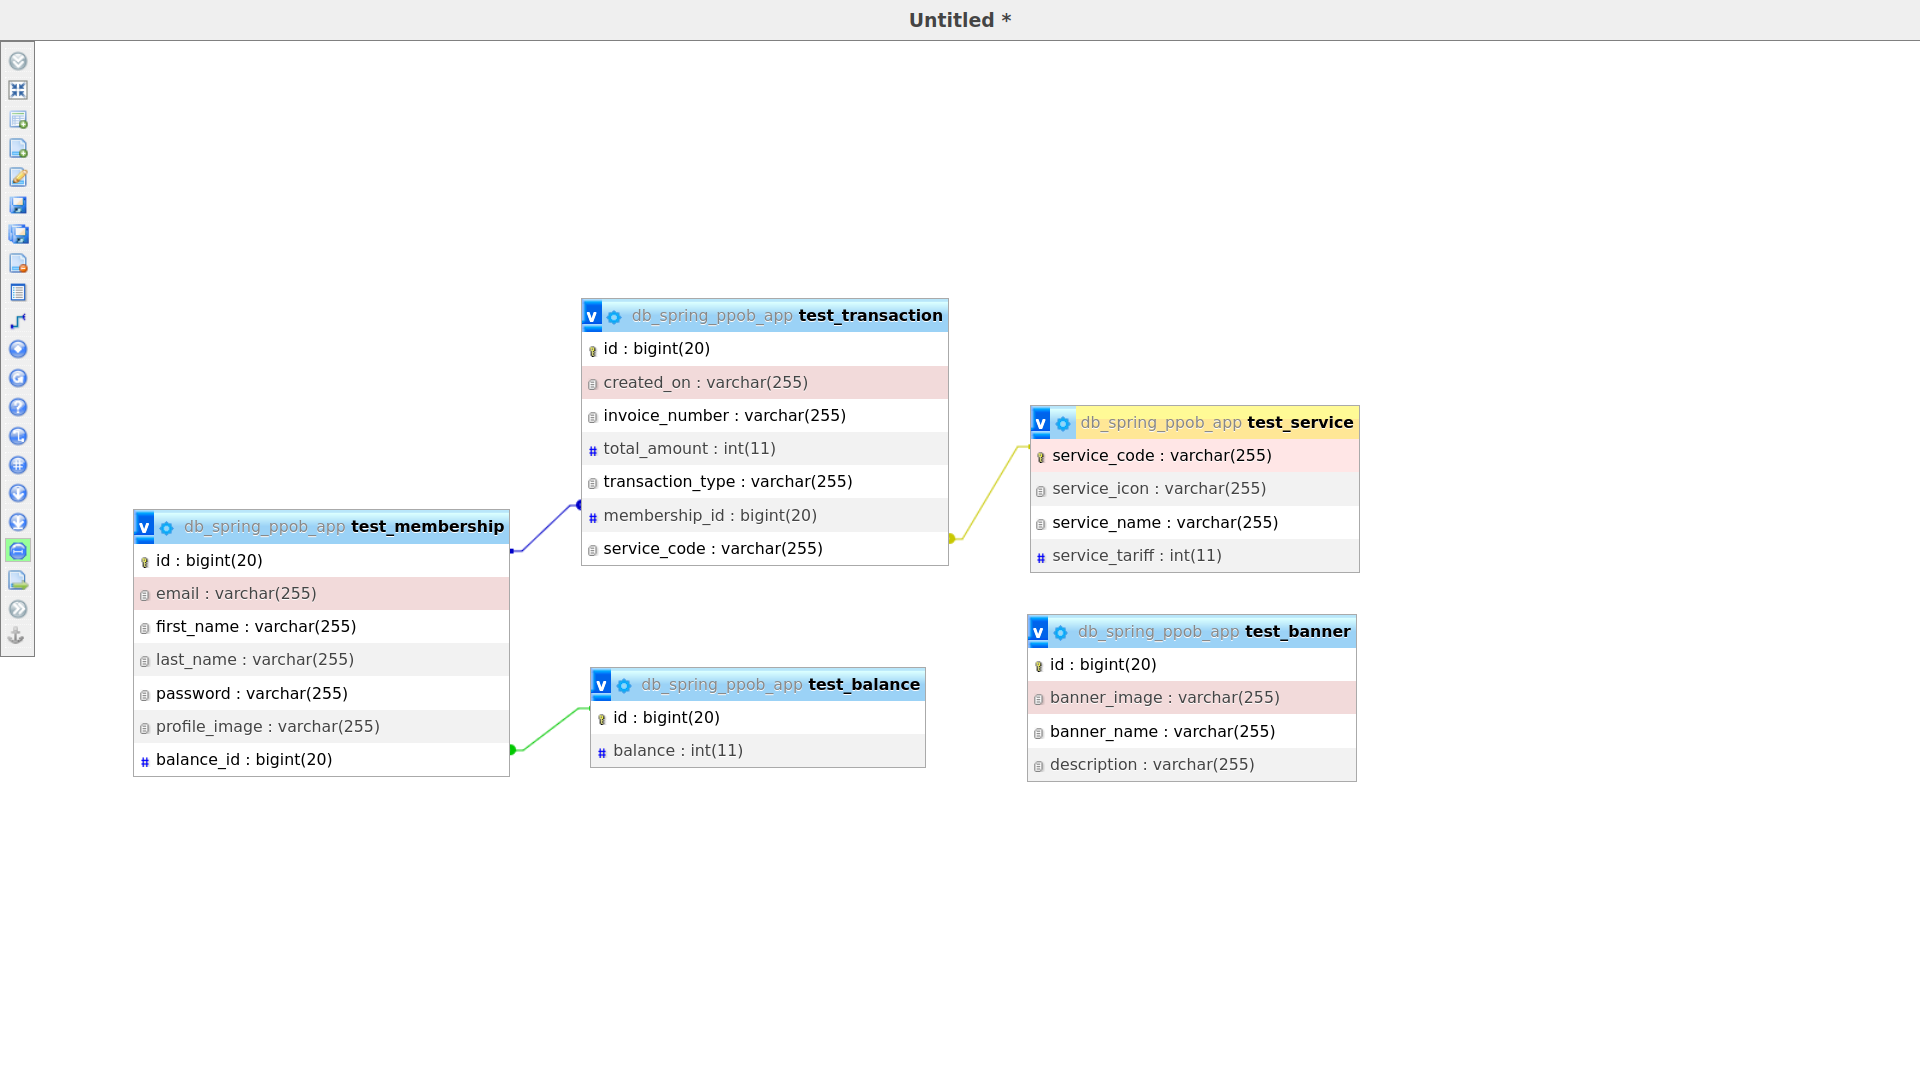 Untitled *
v db_spring_ppob_app test_transaction
id : bigint(20)
created_on : varchar(255)
invoice_number : varchar(255)
# total_amount : int(11)
transaction_type : varchar(255)
# membership_id : bigint(20)
service_code : varchar(255)
v db_spring_ppob_app test_service
service_code : varchar(255)
service_icon : varchar(255)
service_name : varchar(255)
# service_tariff : int(11)
v db_spring_ppob_app test_membership
id : bigint(20)
email : varchar(255)
first_name : varchar(255)
last_name : varchar(255)
password : varchar(255)
profile_image : varchar(255)
# balance_id : bigint(20)
v db_spring_ppob_app test_balance
id : bigint(20)
# balance : int(11)
v db_spring_ppob_app test_banner
id : bigint(20)
banner_image : varchar(255)
banner_name : varchar(255)
description : varchar(255)